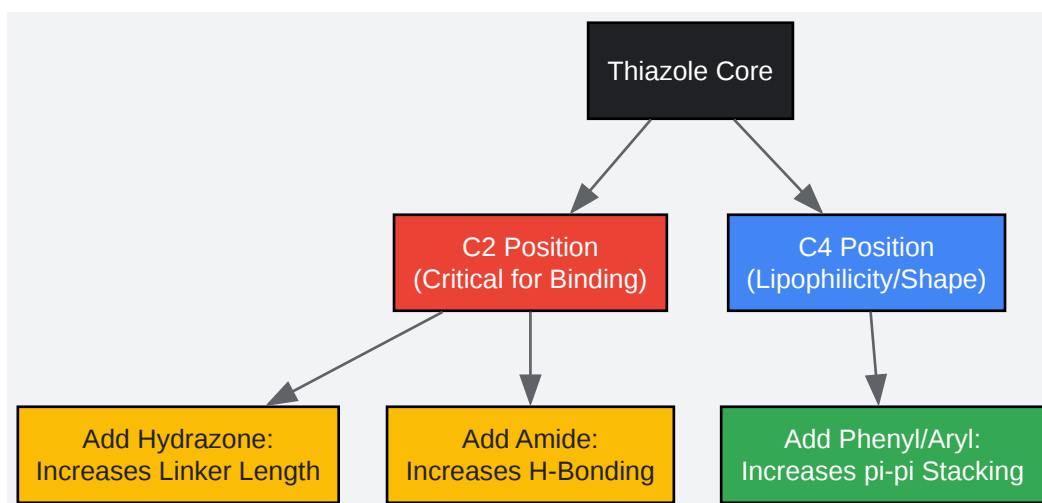 Thiazole Core
C2 Position
(Critical for Binding)
C4 Position
(Lipophilicity/Shape)
Add Hydrazone:
Increases Linker Length
Add Amide:
Increases H-Bonding
Add Phenyl/Aryl:
Increases pi-pi Stacking